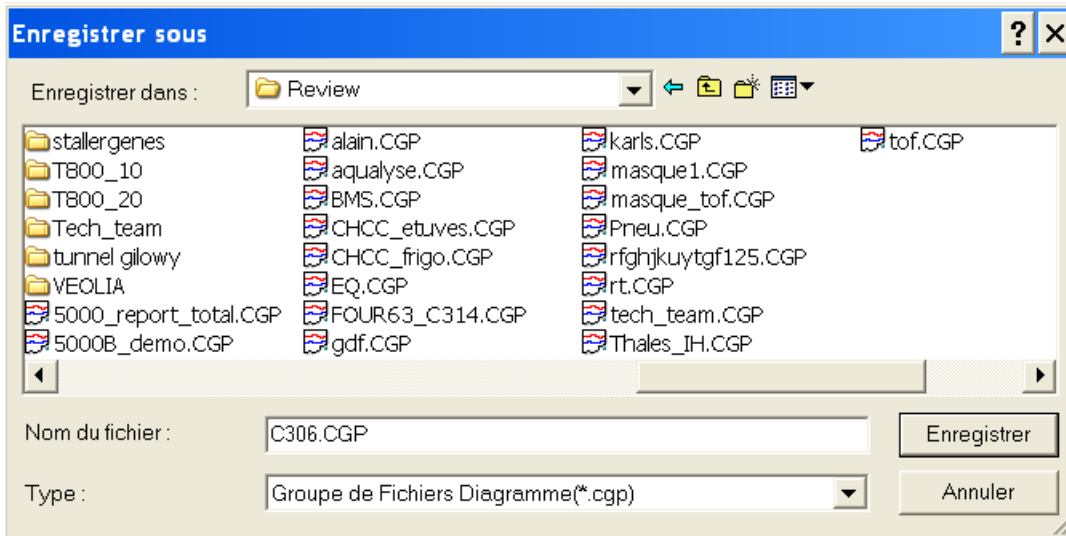 Enregistrer sous
Enregistrer dans :
Review
stallergenes
T800_10
T800_20
Tech_team
tunnel gilowy
VEOLIA
5000_report_total.CGP
5000B_demo.CGP
alain.CGP
aqualyse.CGP
BMS.CGP
CHCC_etuves.CGP
CHCC_frigo.CGP
EQ.CGP
FOUR63_C314.CGP
gdf.CGP
karls.CGP
masque1.CGP
masque_tof.CGP
Pneu.CGP
rfghjkuytgf125.CGP
rt.CGP
tech_team.CGP
Thales_IH.CGP
tof.CGP
Nom du fichier :
C306.CGP
Enregistrer
Type :
Groupe de Fichiers Diagramme(*.cgp)
Annuler